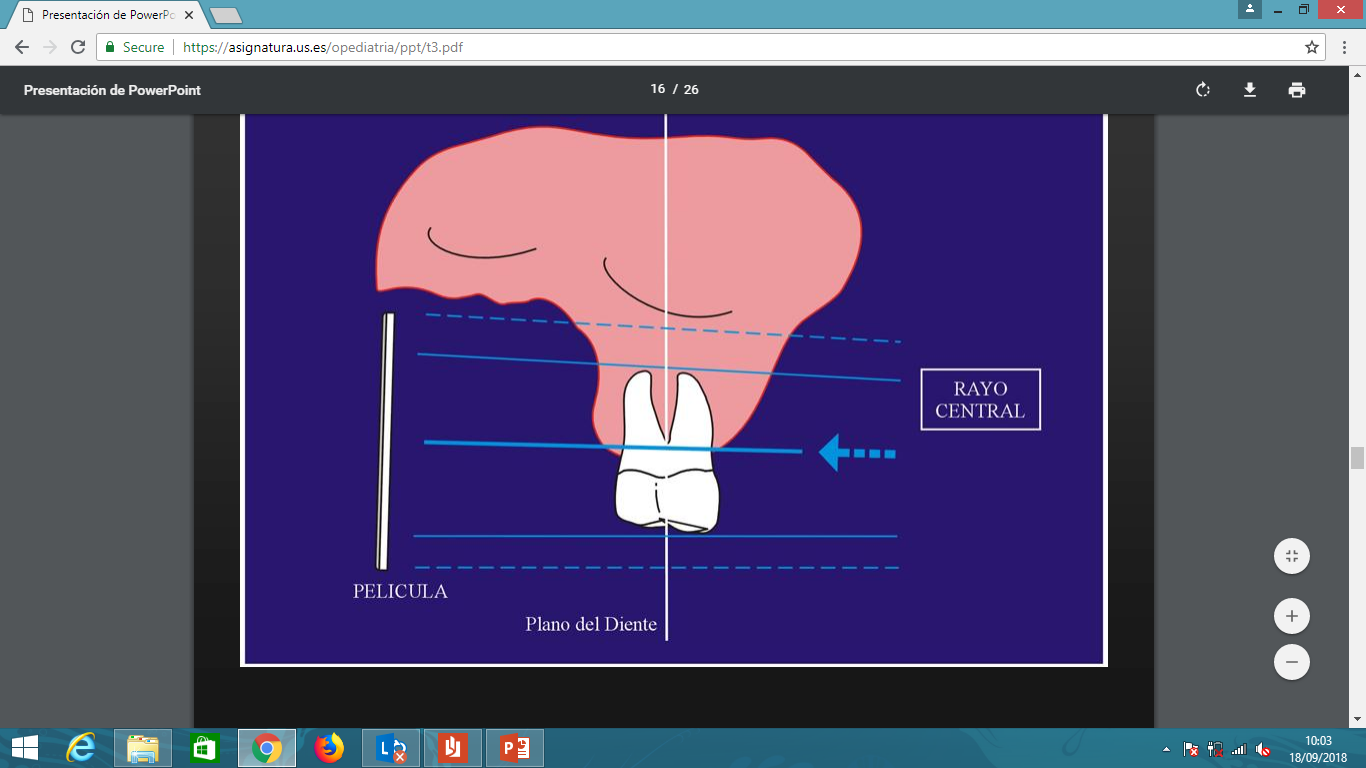 Presentación de PowerPo
Secure
https://asignatura.us.es/opediatria/ppt/t3.pdf
Presentación de PowerPoint
16 / 26
RAYO
CENTRAL
PELICULA
Plano del Diente
10:03
18/09/2018